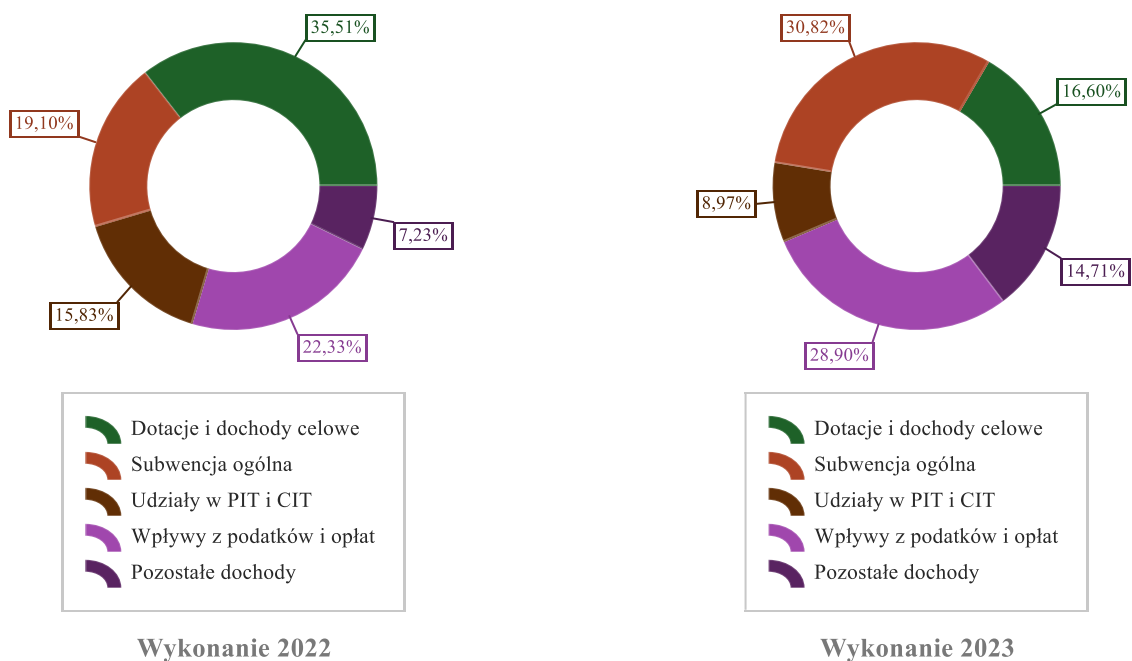 35,51%
19,10%
7,23%
15,83%
22,33%
Dotacje i dochody celowe
Subwencja ogólna
Udziały w PIT i CIT
Wpływy z podatków i opłat
Pozostałe dochody
Wykonanie 2022
30,82%
16,60%
8,97%
14,71%
28,90%
Dotacje i dochody celowe
Subwencja ogólna
Udziały w PIT i CIT
Wpływy z podatków i opłat
Pozostałe dochody
Wykonanie 2023